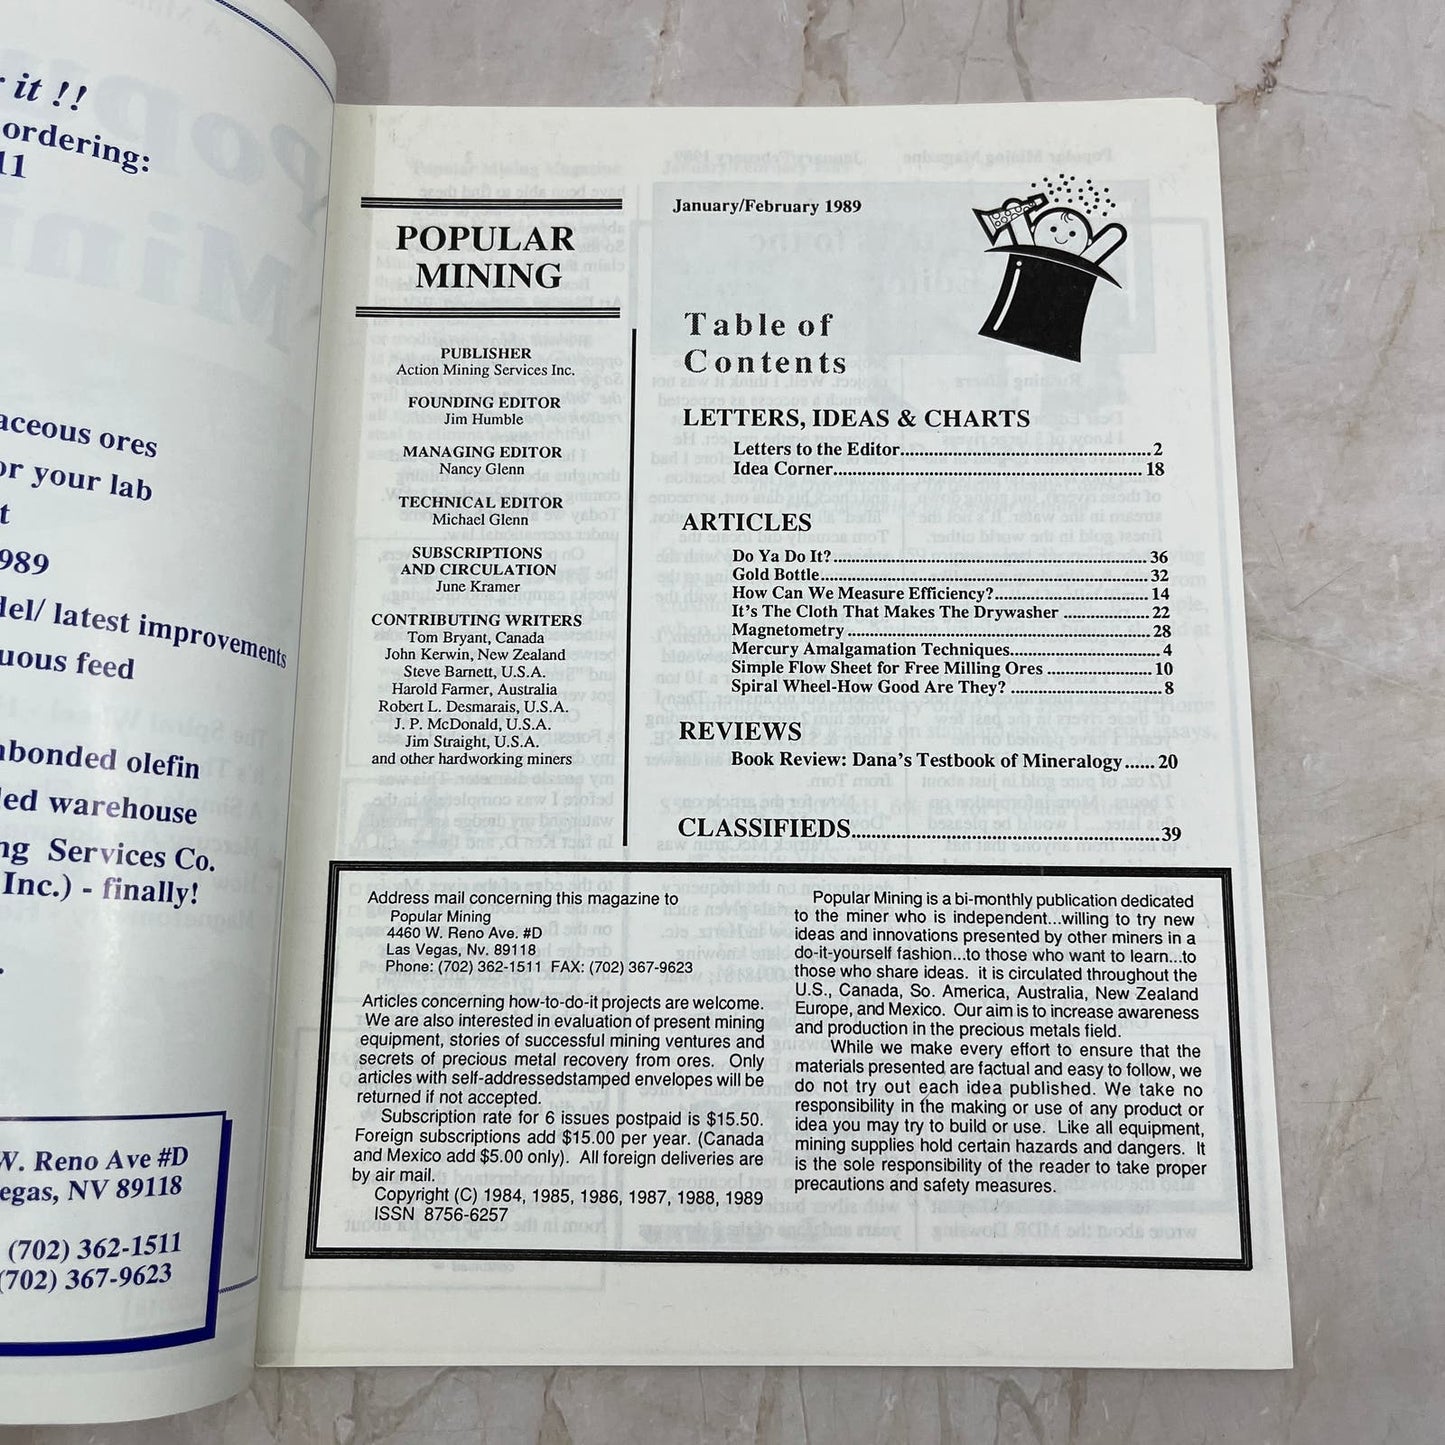 it !!
ordering:
11
aceous ores
or your lab
t
989
del/ latest improvements
uous feed
nbonded olefin
led warehouse
ng Services Co.
Inc.) - finally!
W. Reno Ave #D
egas, NV 89118
(702) 362-1511
(702) 367-9623
POPULAR
MINING
PUBLISHER
Action Mining Services Inc.
FOUNDING EDITOR
Jim Humble
MANAGING EDITOR
Nancy Glenn
TECHNICAL EDITOR
Michael Glenn
SUBSCRIPTIONS
AND CIRCULATION
June Kramer
CONTRIBUTING WRITERS
Tom Bryant, Canada
John Kerwin, New Zealand
Steve Barnett, U.S.A.
Harold Farmer, Australia
Robert L. Desmarais, U.S.A.
J. P. McDonald, U.S.A.
Jim Straight, U.S.A.
and other hardworking miners
January/February 1989
Table of
Contents
LETTERS, IDEAS & CHARTS
Letters to the Editor...2
Idea Corner...18
ARTICLES
Do Ya Do It?...36
Gold Bottle...32
How Can We Measure Efficiency?...14
It's The Cloth That Makes The Drywasher...22
Magnetometry...28
Mercury Amalgamation Techniques...4
Simple Flow Sheet for Free Milling Ores...10
Spiral Wheel-How Good Are They?...8
REVIEWS
Book Review: Dana's Testbook of Mineralogy......20
CLASSIFIEDS...39
Address mail concerning this magazine to
Popular Mining
4460 W. Reno Ave. #D
Las Vegas, Nv. 89118
Phone: (702) 362-1511 FAX: (702) 367-9623
Articles concerning how-to-do-it projects are welcome.
We are also interested in evaluation of present mining
equipment, stories of successful mining ventures and
secrets of precious metal recovery from ores. Only
articles with self-addressedstamped envelopes will be
returned if not accepted.
Subscription rate for 6 issues postpaid is $15.50.
Foreign subscriptions add $15.00 per year. (Canada
and Mexico add $5.00 only). All foreign deliveries are
by air mail.
Copyright (C) 1984, 1985, 1986, 1987, 1988, 1989
ISSN 8756-6257
Popular Mining is a bi-monthly publication dedicated
to the miner who is independent...willing to try new
ideas and innovations presented by other miners in a
do-it-yourself fashion...to those who want to learn...to
those who share ideas. it is circulated throughout the
U.S., Canada, So. America, Australia, New Zealand
Europe, and Mexico. Our aim is to increase awareness
and production in the precious metals field.
While we make every effort to ensure that the
materials presented are factual and easy to follow, we
do not try out each idea published. We take no
responsibility in the making or use of any product or
idea you may try to build or use. Like all equipment,
mining supplies hold certain hazards and dangers. It
is the sole responsibility of the reader to take proper
precautions and safety measures.